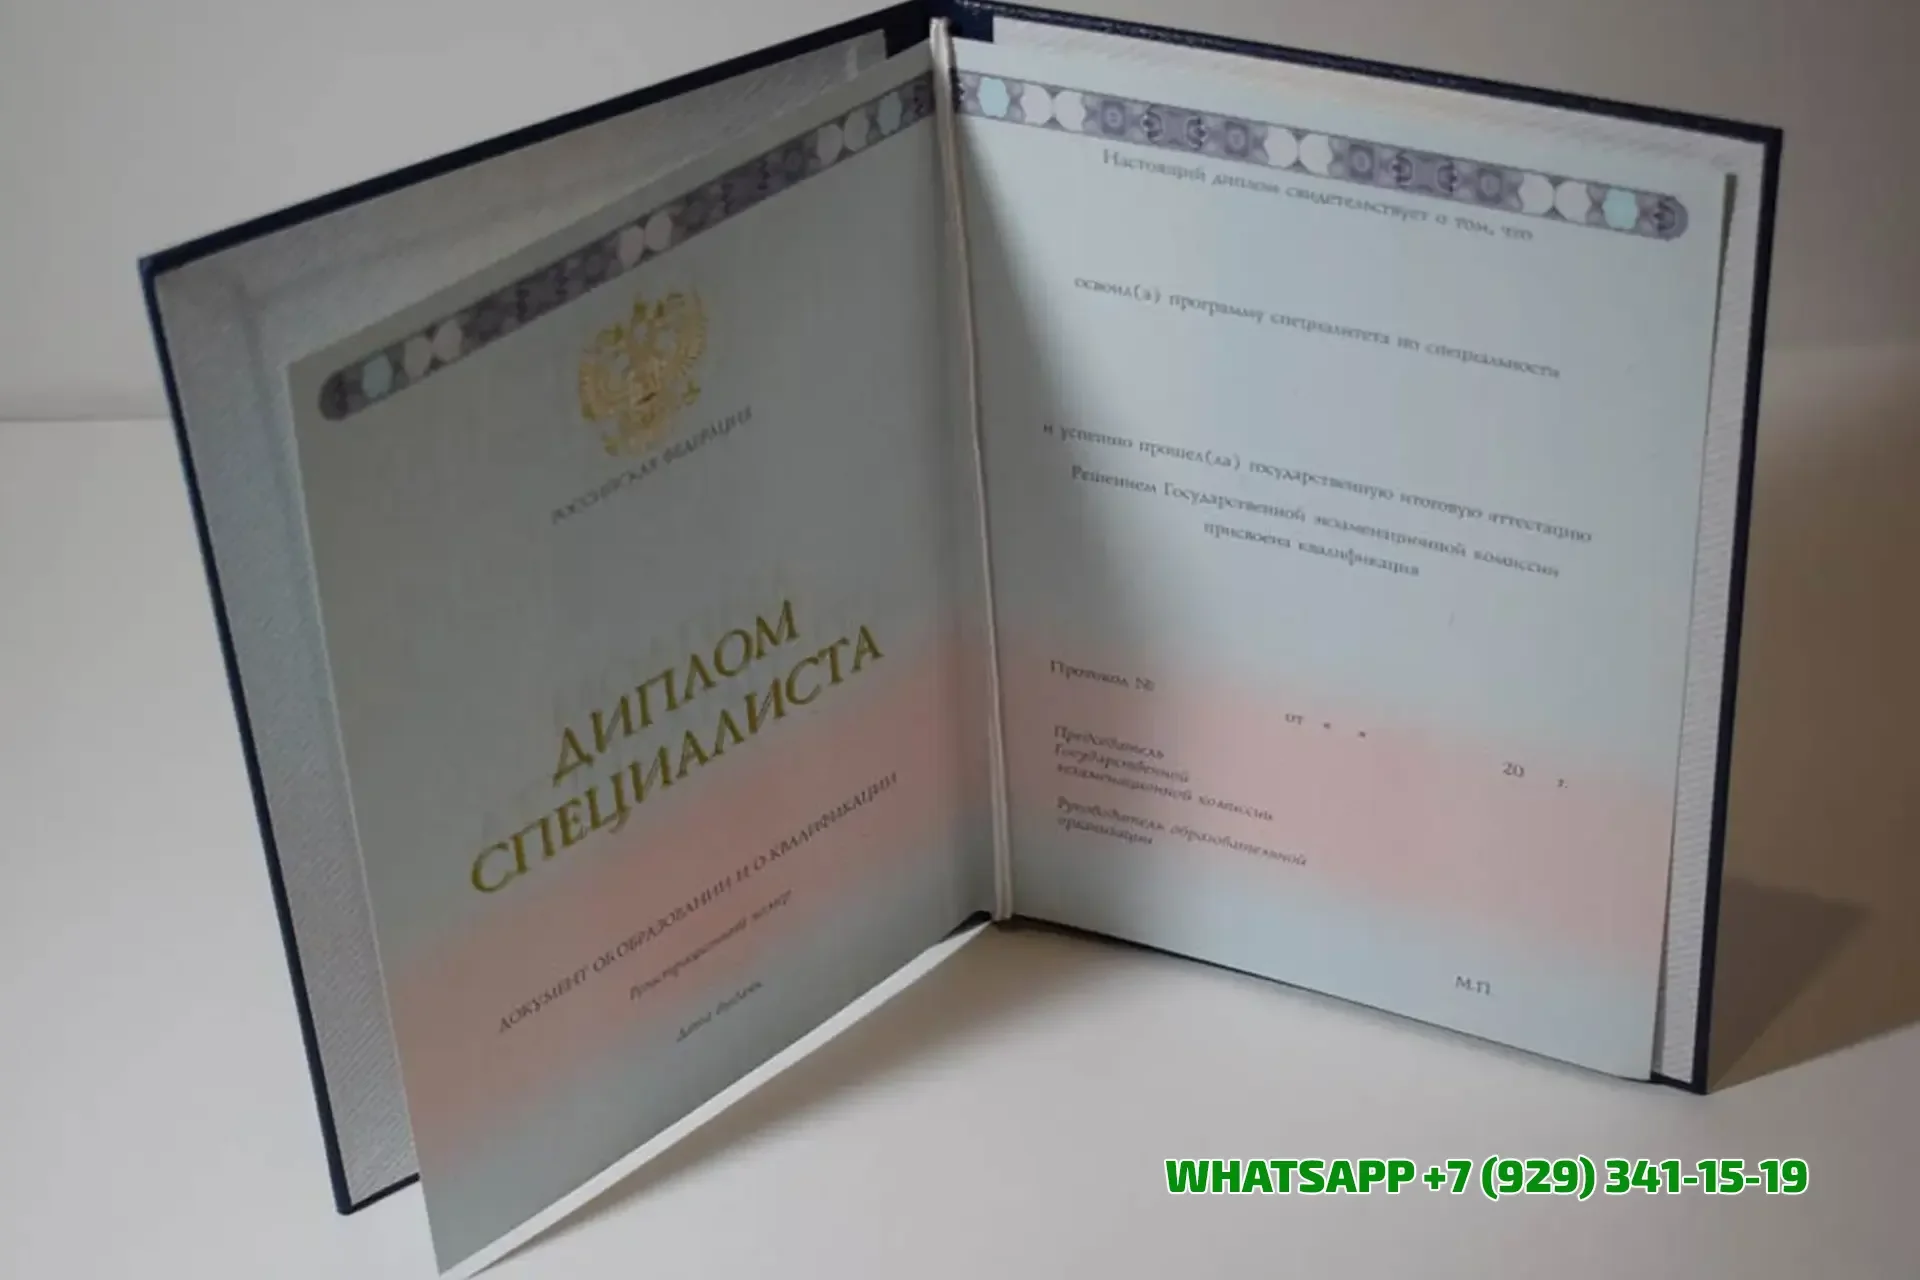 РОССИЙСКАЯ ФЕДЕРАЦИЯ
ДИПЛОМ
СПЕЦИАЛИСТА
ДОКУМЕНТ ОБ ОБРАЗОВАНИИ И О КВАЛИФИКАЦИИ
Регистрационный номер
Дата выдачи
Настоящий диплом свидетельствует о том, что
освоил(а) программу специалитета по специальности
и успешно прошел(ла) государственную итоговую аттестацию
Решением Государственной экзаменационной комиссии
присвоена квалификация
Протокол №
от « » 20 г.
Председатель
Государственной
экзаменационной комиссии
Руководитель образовательной
организации
М.П.
WHATSAPP +7 (929) 341-15-19